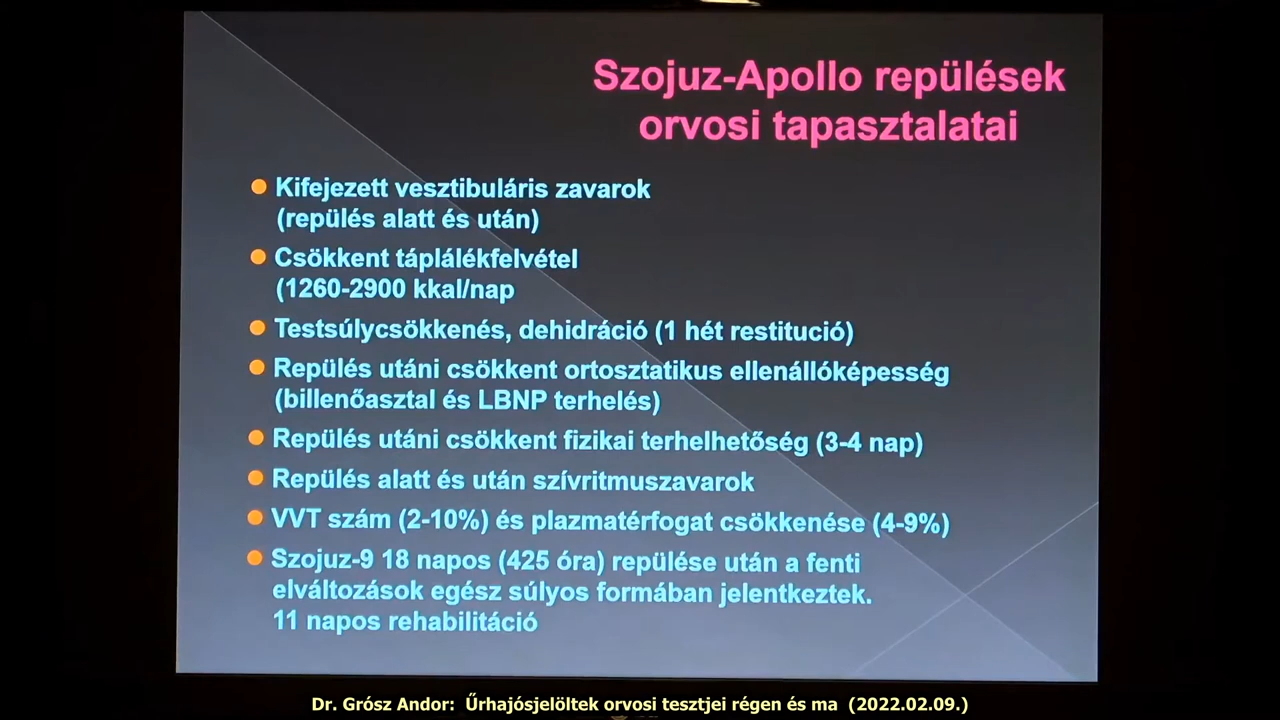 Szojuz-Apollo repülések
orvosi tapasztalatai
Kifejezett vesztibuláris zavarok
(repülés alatt és után)
Csökkent táplálékfelvétel
(1260-2900 kkal/nap
Testsúlycsökkenés, dehidráció (1 hét restitució)
Repülés utáni csökkent ortosztatikus ellenállóképesség
(billenőasztal és LBNP terhelés)
Repülés utáni csökkent fizikai terhelhetőség (3-4 nap)
Repülés alatt és után szívritmuszavarok
VVT szám (2-10%) és plazmatérfogat csökkenése (4-9%)
Szojuz-9 18 napos (425 óra) repülése után a fenti
elváltozások egész súlyos formában jelentkeztek.
11 napos rehabilitáció
Dr. Grósz Andor: Űrhajósjelöltek orvosi tesztjei régen és ma (2022.02.09.)